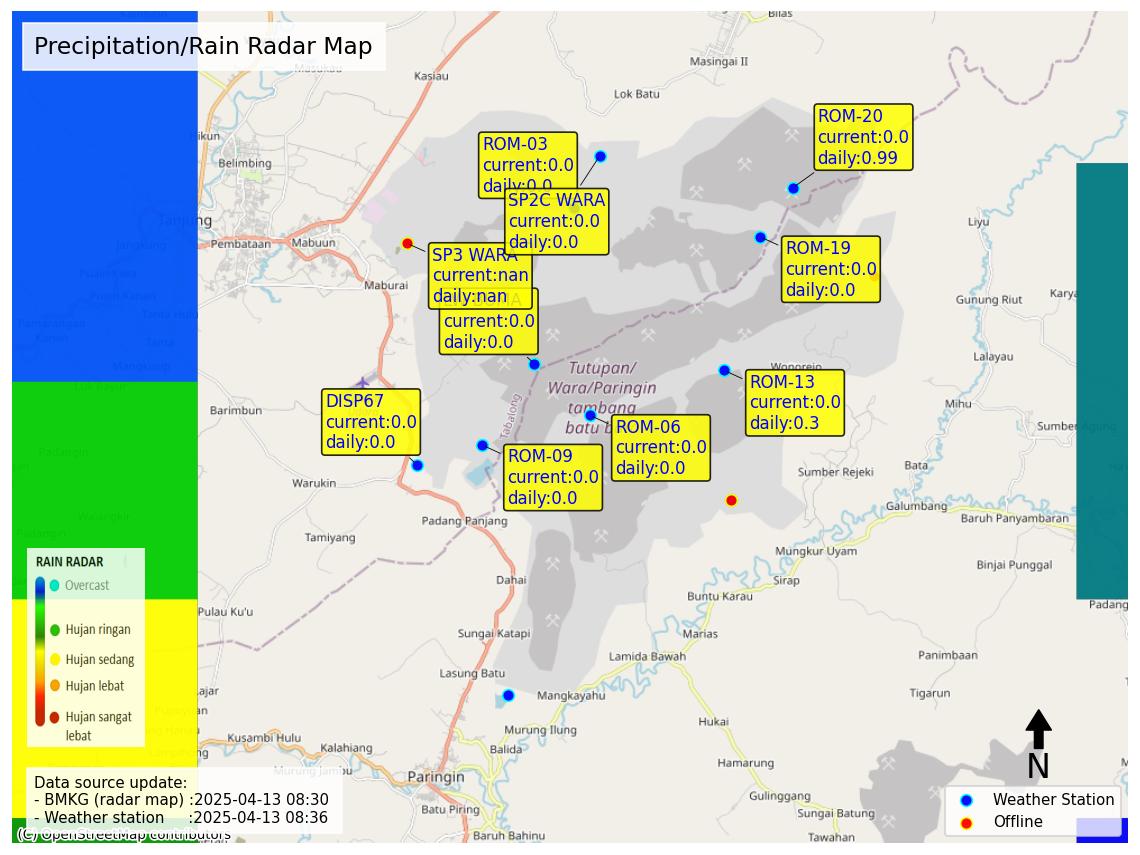 Precipitation/Rain Radar Map
Bilas
Masingai II
Kasiau
Lok Batu
Hikun
Belimbing
Tanjung
Pembataan
Mabuun
Maburai
ROM-20
current:0.0
daily:0.99
ROM-03
current:0.0
daily:0.0
SP2C WARA
current:0.0
daily:0.0
SP3 WARA
current:nan
daily:nan
current:0.0
daily:0.0
ROM-19
current:0.0
daily:0.0
Liyu
Gunung Riut
Lalayau
Mihu
Wonorejo
ROM-13
current:0.0
daily:0.3
Tutupan/
Wara/Paringin
tambang
batu
Tabalong
DISP67
current:0.0
daily:0.0
ROM-06
current:0.0
daily:0.0
ROM-09
current:0.0
daily:0.0
Barimbun
Warukin
Tamiyang
Padang Panjang
Sumber Rejeki
Bata
Galumbang
Baruh Panyambaran
Mungkur Uyam
Binjai Punggal
Sirap
Buntu Karau
Dahai
Pulau Ku'u
Marias
Sungai Katapi
Lamida Bawah
Panimbaan
Lasung Batu
Mangkayahu
Tigarun
Hukai
Murung Ilung
Balida
Kusambi Hulu
Kalahiang
Hamarung
Paringin
Gulinggang
Batu Piring
Sungai Batung
Baruh Bahinu
Tawahan
RAIN RADAR
Overcast
Hujan ringan
Hujan sedang
Hujan lebat
Hujan sangat
lebat
Data source update:
- BMKG (radar map) :2025-04-13 08:30
- Weather station :2025-04-13 08:36
(C) OpenStreetMap contributors
N
Weather Station
Offline